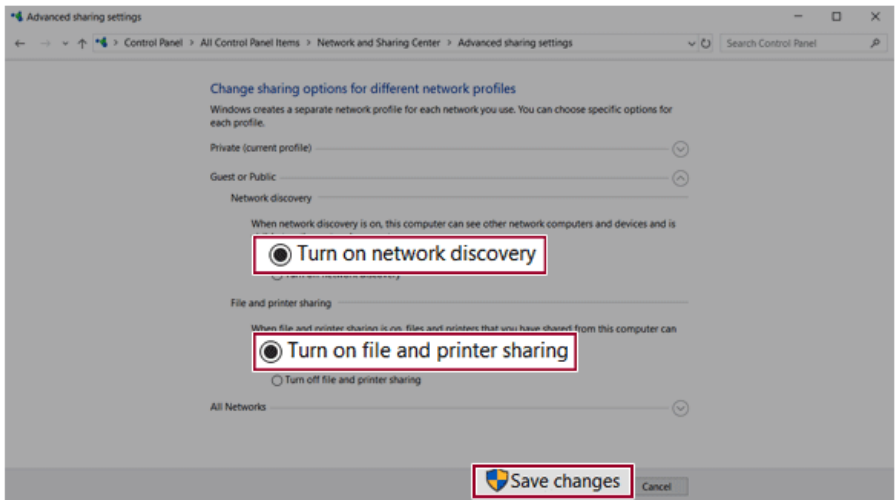 Advanced sharing settings
Control Panel > All Control Panel Items > Network and Sharing Center > Advanced sharing settings
Search Control Panel
Change sharing options for different network profiles
Windows creates a separate network profile for each network you use. You can choose specific options for
each profile.
Private (current profile)
Guest or Public
Network discovery
When network discovery is on, this computer can see other network computers and devices and is
Turn on network discovery
File and printer sharing
When file and printer sharing is on, files and printers that you have shared from this computer can
Turn on file and printer sharing
Turn off file and printer sharing
All Networks
Save changes
Cancel